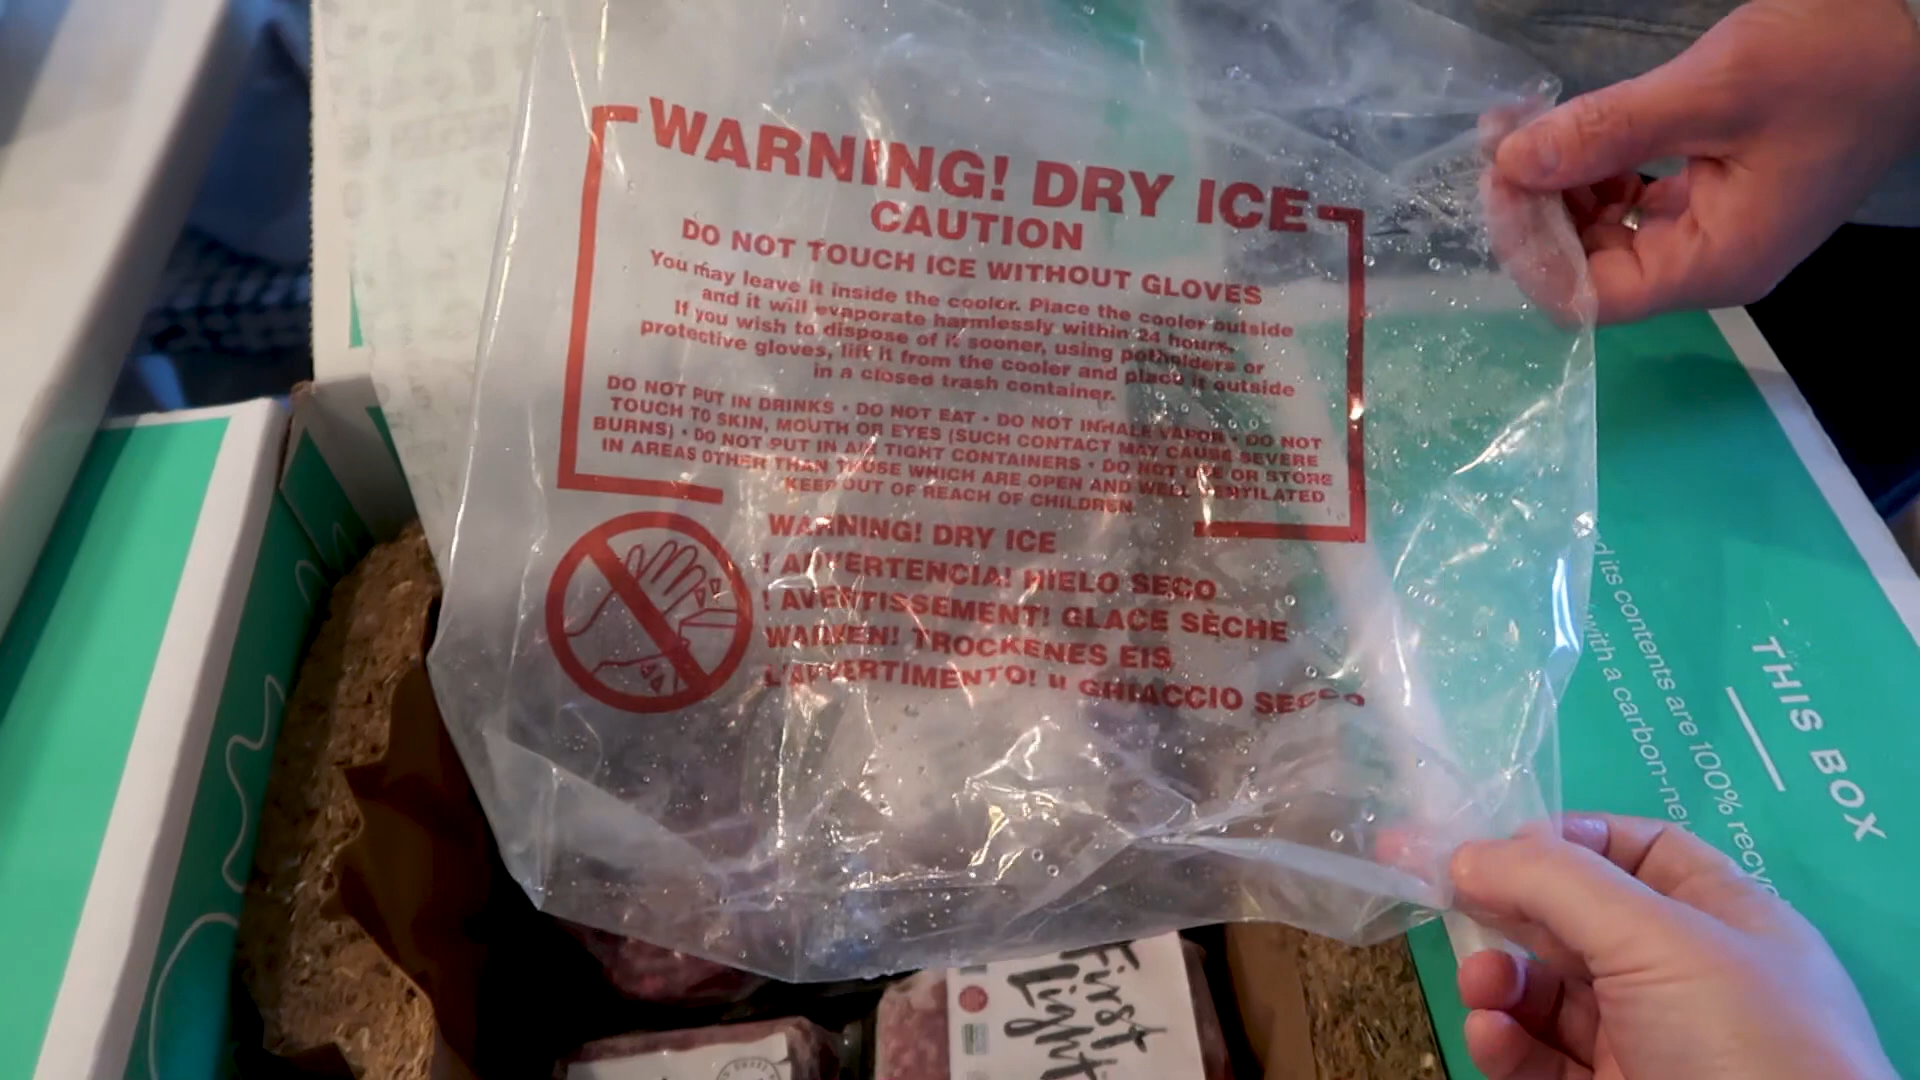 WARNING! DRY ICE
CAUTION
DO NOT TOUCH ICE WITHOUT GLOVES
You may leave it inside the cooler. Place the cooler outside
and it will evaporate harmlessly within 24 hours.
If you wish to dispose of it sooner, using potholders or
protective gloves, lift it from the cooler and place it outside
in a closed trash container.
DO NOT PUT IN DRINKS • DO NOT EAT • DO NOT INHALE VAPOR • DO NOT
TOUCH TO SKIN, MOUTH OR EYES (SUCH CONTACT MAY CAUSE SEVERE
BURNS) • DO NOT PUT IN AIR TIGHT CONTAINERS • DO NOT USE OR STORE
IN AREAS OTHER THAN THOSE WHICH ARE OPEN AND WELL VENTILATED
KEEP OUT OF REACH OF CHILDREN
WARNING! DRY ICE
! ADVERTENCIA! HIELO SECO
! AVERTISSEMENT! GLACE SÈCHE
WARNEN! TROCKENES EIS
L'AVVERTIMENTO! Il GHIACCIO SECCO
THIS BOX
its contents are 100%
with a
First
Light